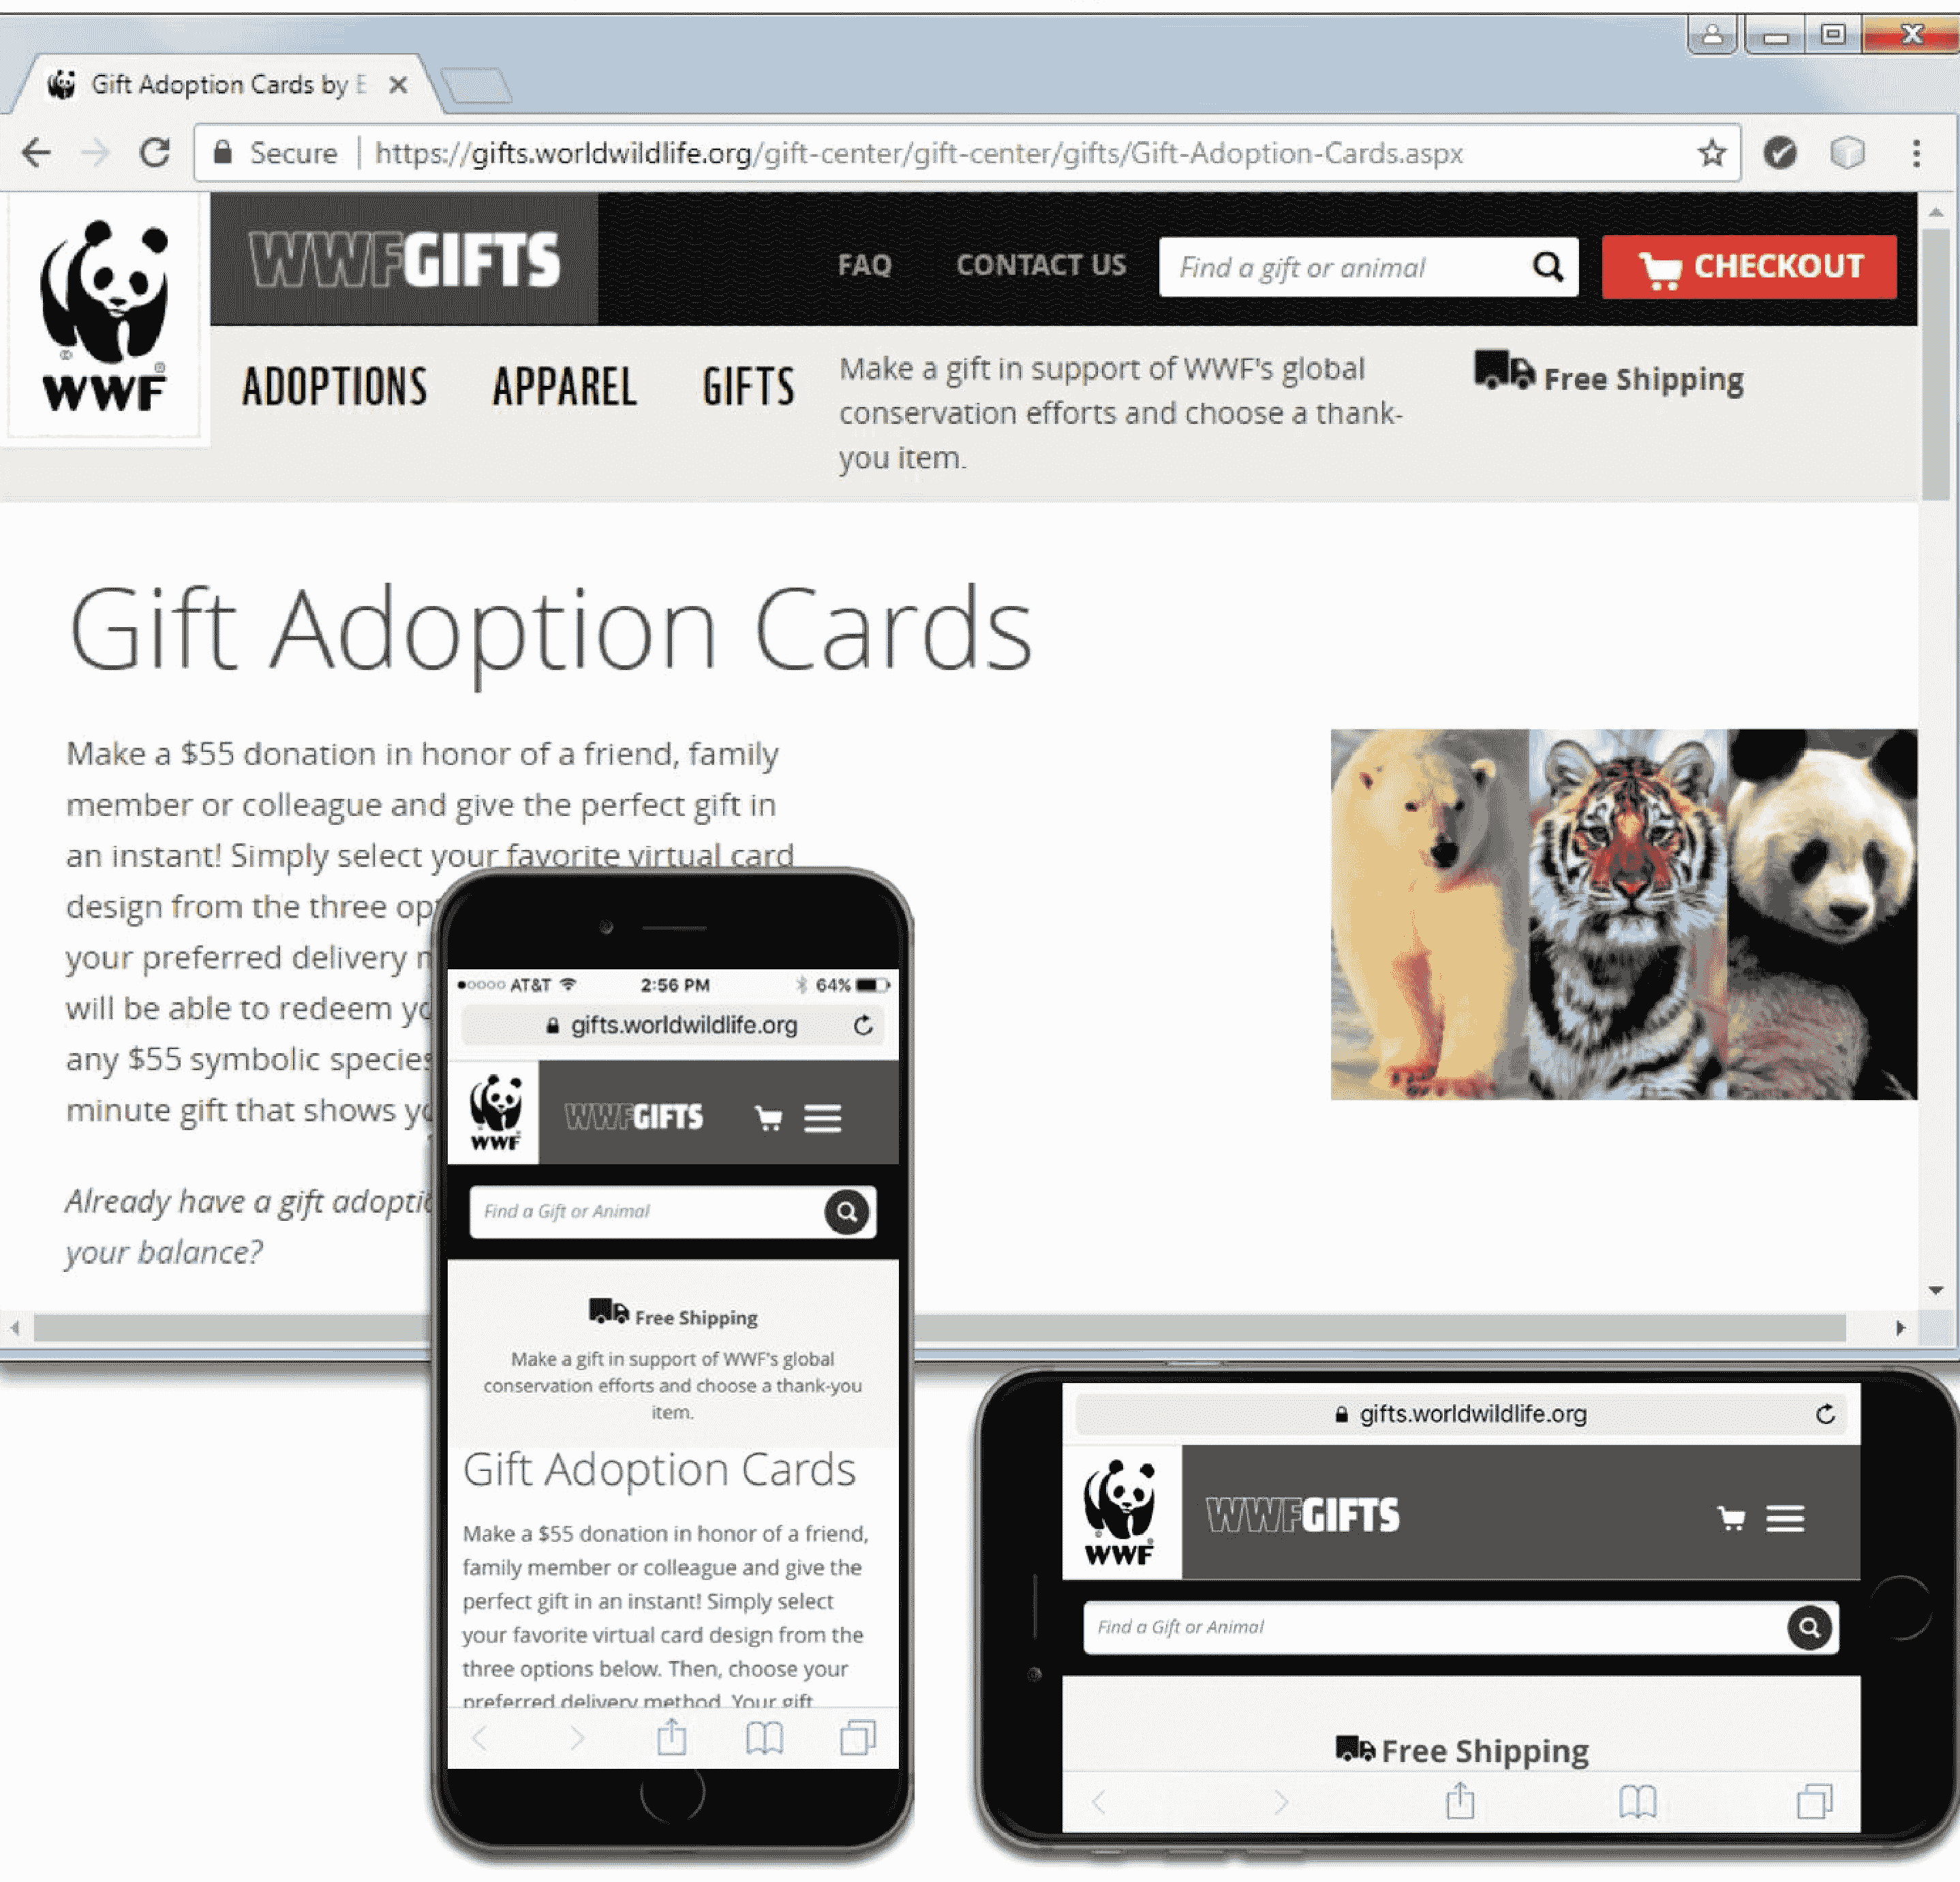 Gift Adoption Cards by E
Secure https://gifts.worldwildlife.org/gift-center/gift-center/gifts/Gift-Adoption-Cards.aspx
WWF
WWFGIFTS
FAQ CONTACT US Find a gift or animal CHECKOUT
ADOPTIONS APPAREL GIFTS
Make a gift in support of WWF's global
conservation efforts and choose a thank-
you item.
Free Shipping
Gift Adoption Cards
Make a $55 donation in honor of a friend, family
member or colleague and give the perfect gift in
an instant! Simply select your favorite virtual card
design from the three op
your preferred delivery
will be able to redeem yo
any $55 symbolic species
minute gift that shows yo
Already have a gift adoptio
your balance?
AT&T 2:56 PM 64%
gifts.worldwildlife.org
WWF
WWFGIFTS
Find a Gift or Animal
Free Shipping
Make a gift in support of WWF's global
conservation efforts and choose a thank-you
item.
Gift Adoption Cards
Make a $55 donation in honor of a friend,
family member or colleague and give the
perfect gift in an instant! Simply select
your favorite virtual card design from the
three options below. Then, choose your
preferred delivery method. Your gift
gifts.worldwildlife.org
WWF
WWFGIFTS
Find a Gift or Animal
Free Shipping